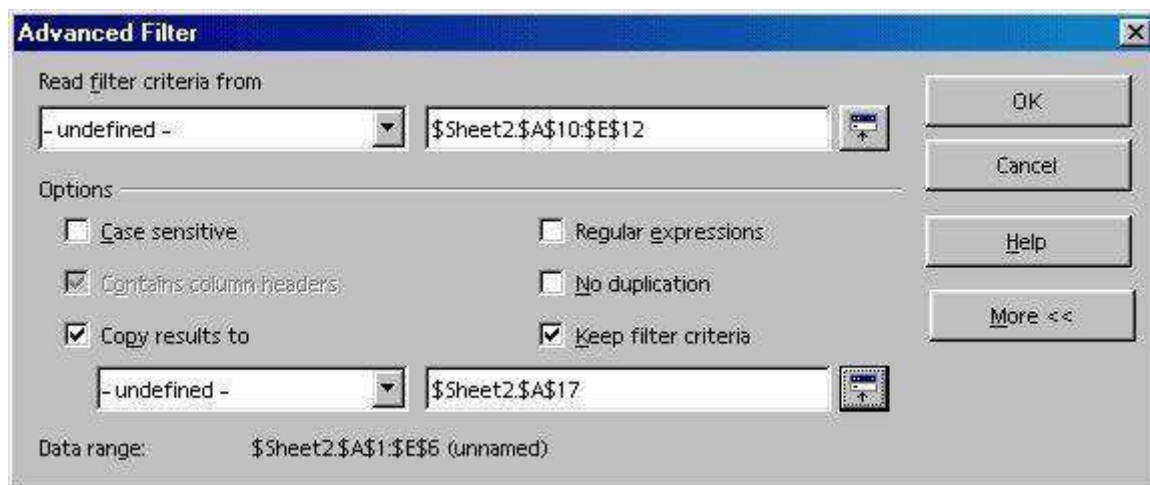 Advanced Filter
Read filter criteria from
- undefined -
$Sheet2.$A$10:$E$12
OK
Cancel
Options
Case sensitive
Regular expressions
Help
Contains column headers
No duplication
More <<
Copy results to
Keep filter criteria
- undefined -
$Sheet2.$A$17
Data range: $Sheet2.$A$1:$E$6 (unnamed)